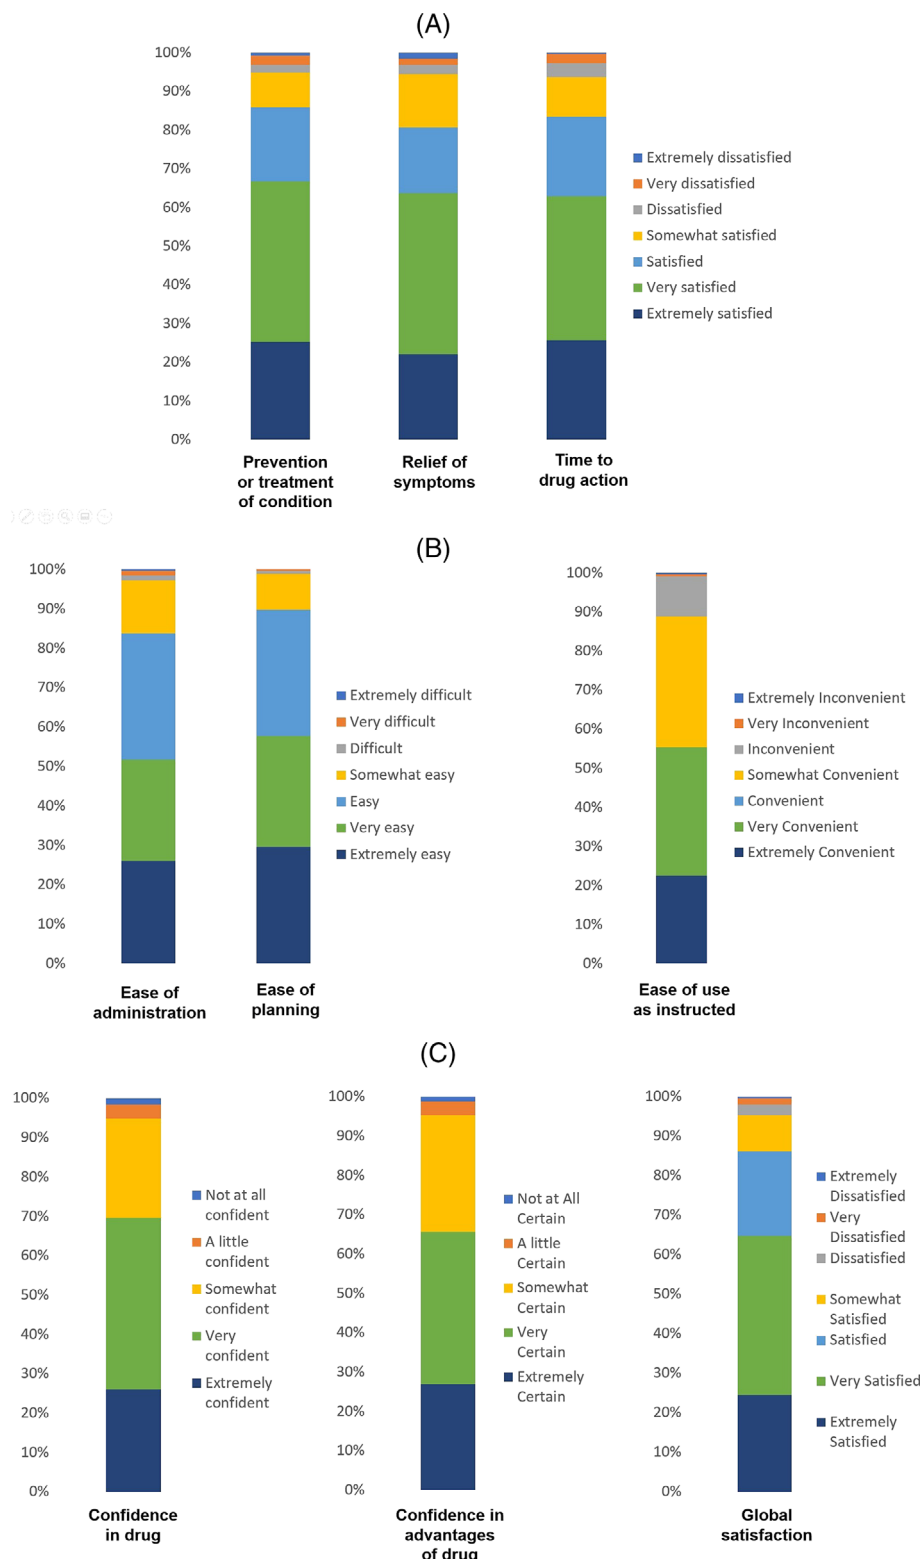 (A)
100%
90%
80%
70%
60%
50%
40%
30%
20%
10%
0%
Prevention
or treatment
of condition
Relief of
symptoms
Time to
drug action
Extremely dissatisfied
Very dissatisfied
Dissatisfied
Somewhat satisfied
Satisfied
Very satisfied
Extremely satisfied
(B)
100%
90%
80%
70%
60%
50%
40%
30%
20%
10%
0%
Ease of
administration
Ease of
planning
Extremely difficult
Very difficult
Difficult
Somewhat easy
Easy
Very easy
Extremely easy
100%
90%
80%
70%
60%
50%
40%
30%
20%
10%
0%
Ease of use
as instructed
Extremely Inconvenient
Very Inconvenient
Inconvenient
Somewhat Convenient
Convenient
Very Convenient
Extremely Convenient
(C)
100%
90%
80%
70%
60%
50%
40%
30%
20%
10%
0%
Confidence
in drug
Not at all
confident
A little
confident
Somewhat
confident
Very
confident
Extremely
confident
100%
90%
80%
70%
60%
50%
40%
30%
20%
10%
0%
Confidence in
advantages
of drug
Not at All
Certain
A little
Certain
Somewhat
Certain
Very
Certain
Extremely
Certain
100%
90%
80%
70%
60%
50%
40%
30%
20%
10%
0%
Global
satisfaction
Extremely
Dissatisfied
Very
Dissatisfied
Dissatisfied
Somewhat
Satisfied
Satisfied
Very Satisfied
Extremely
Satisfied